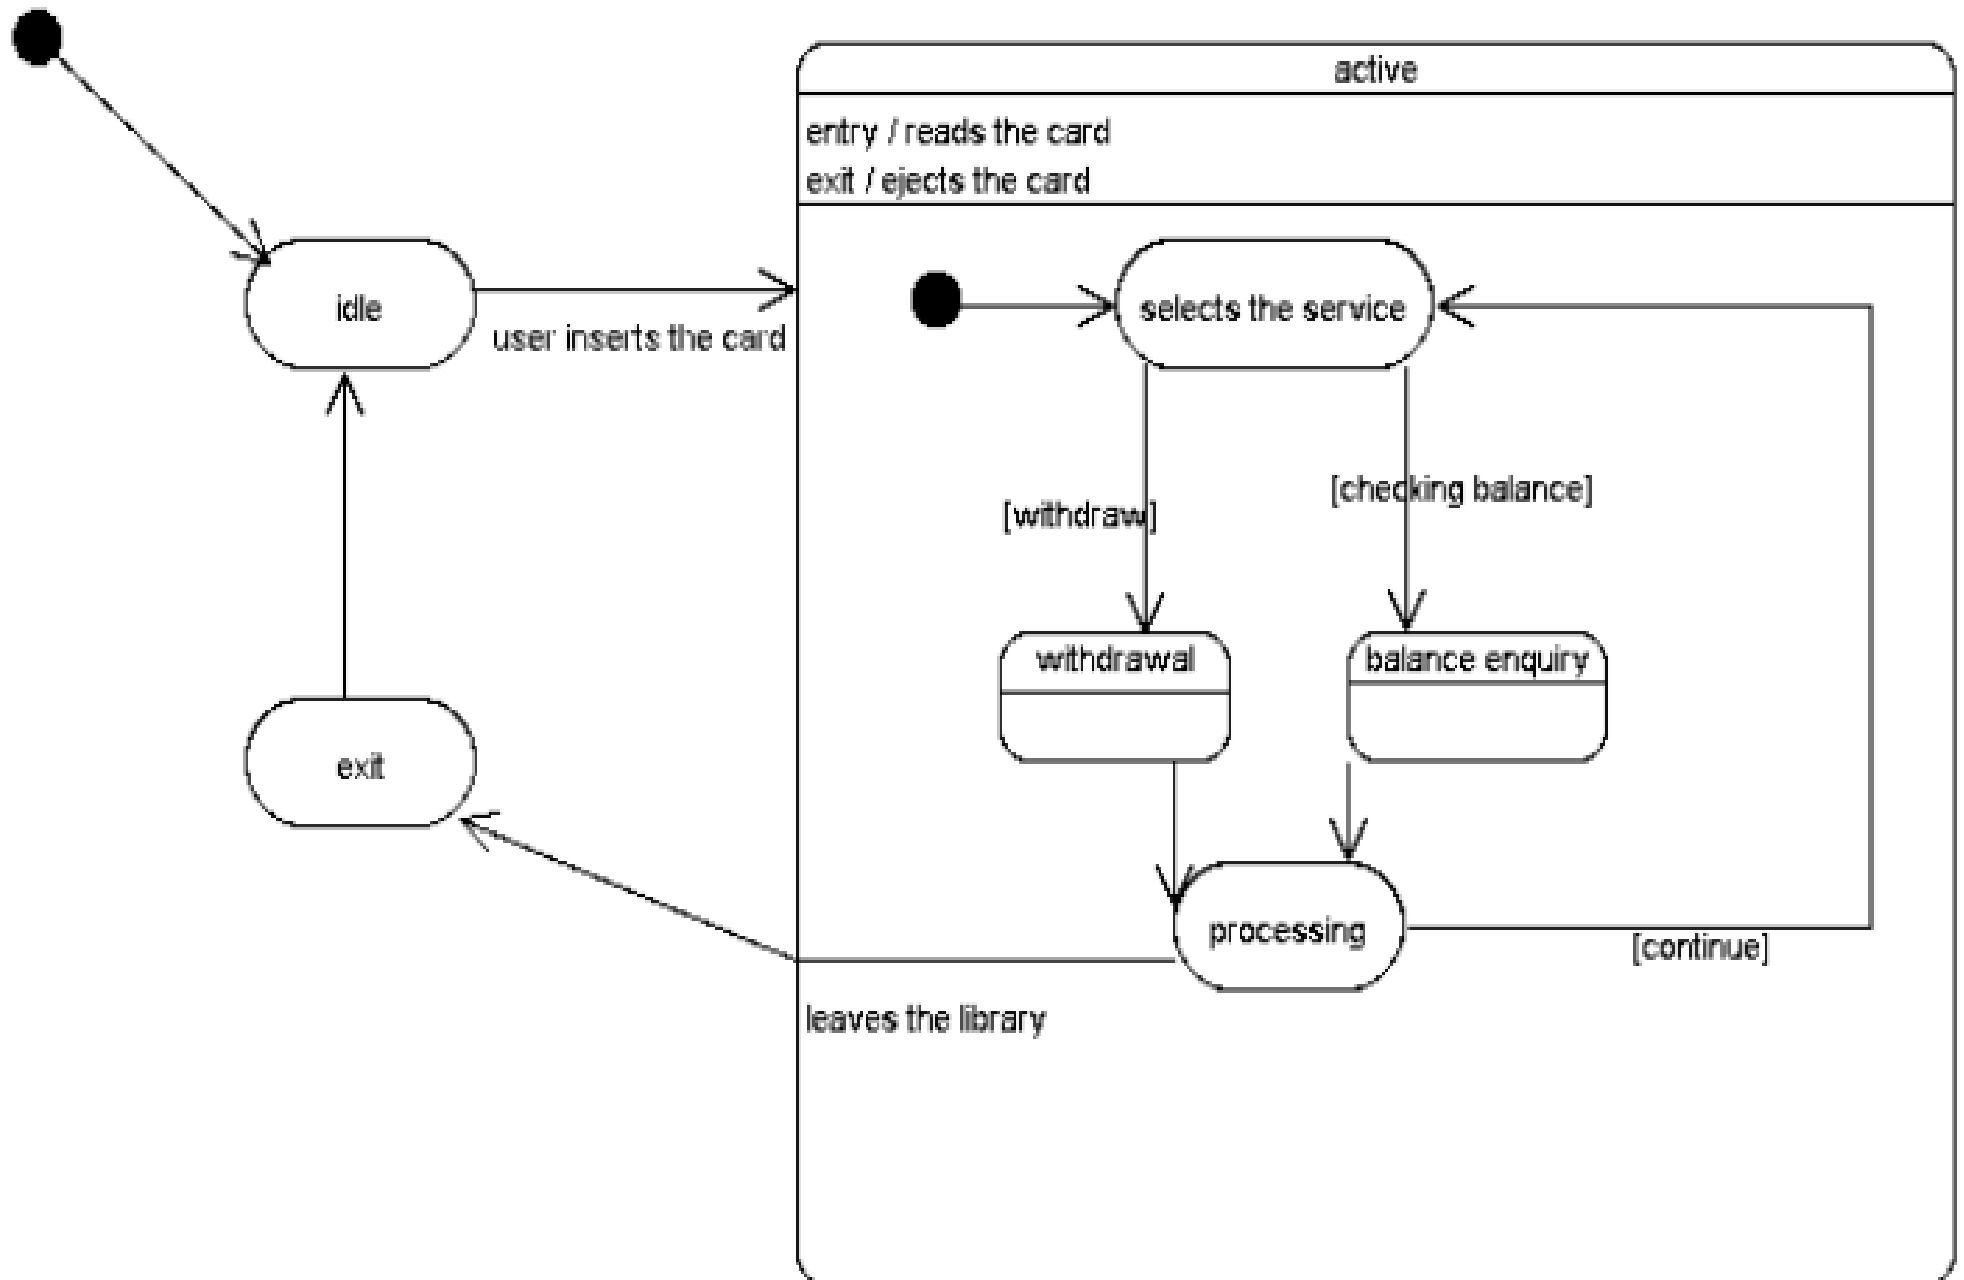 active
entry / reads the card
exit / ejects the card
idle
user inserts the card
selects the service
[checking balance]
[withdraw]
withdrawal
balance enquiry
exit
processing
[continue]
leaves the library